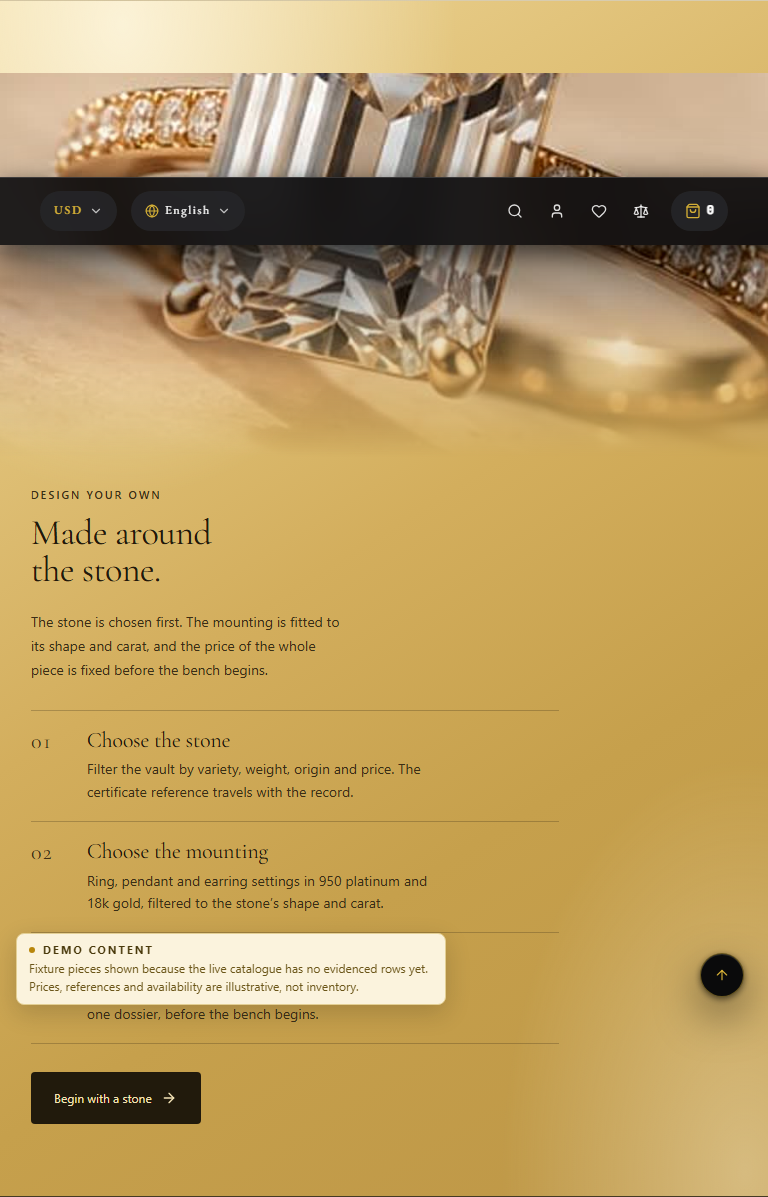 USD
English
0
DESIGN YOUR OWN
Made around
the stone.
The stone is chosen first. The mounting is fitted to
its shape and carat, and the price of the whole
piece is fixed before the bench begins.
01
Choose the stone
Filter the vault by variety, weight, origin and price. The
certificate reference travels with the record.
02
Choose the mounting
Ring, pendant and earring settings in 950 platinum and
18k gold, filtered to the stone’s shape and carat.
DEMO CONTENT
Fixture pieces shown because the live catalogue has no evidenced rows yet.
Prices, references and availability are illustrative, not inventory.
one dossier, before the bench begins.
Begin with a stone